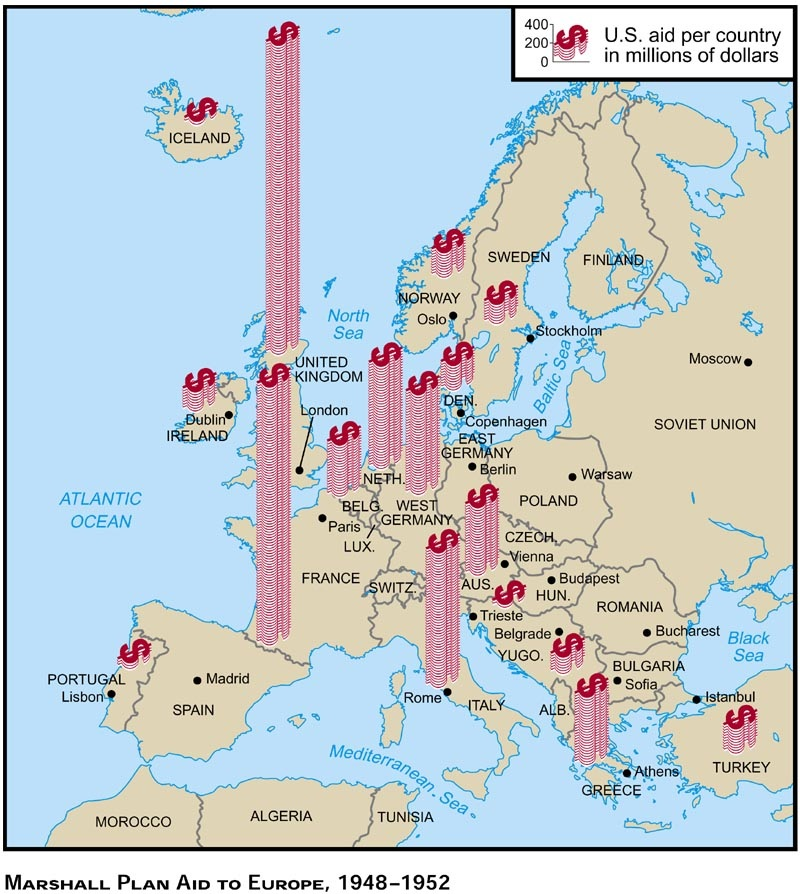 400
200
0
U.S. aid per country
in millions of dollars
ICELAND
SWEDEN
FINLAND
NORWAY
Oslo
North
Sea
Stockholm
Moscow
UNITED
KINGDOM
Baltic Sea
DEN.
Copenhagen
London
Dublin
IRELAND
SOVIET UNION
EAST
GERMANY
Berlin
Warsaw
NETH.
ATLANTIC
OCEAN
BELG.
WEST
GERMANY
POLAND
Paris
LUX.
CZECH.
Vienna
FRANCE
SWITZ.
AUS.
Budapest
HUN.
ROMANIA
Trieste
Belgrade
Bucharest
Black
Sea
YUGO.
BULGARIA
Sofia
PORTUGAL
Lisbon
Madrid
SPAIN
Rome
ITALY
ALB.
Istanbul
Mediterranean Sea
TURKEY
Athens
GREECE
MOROCCO
ALGERIA
TUNISIA
MARSHALL PLAN AID TO EUROPE, 1948–1952